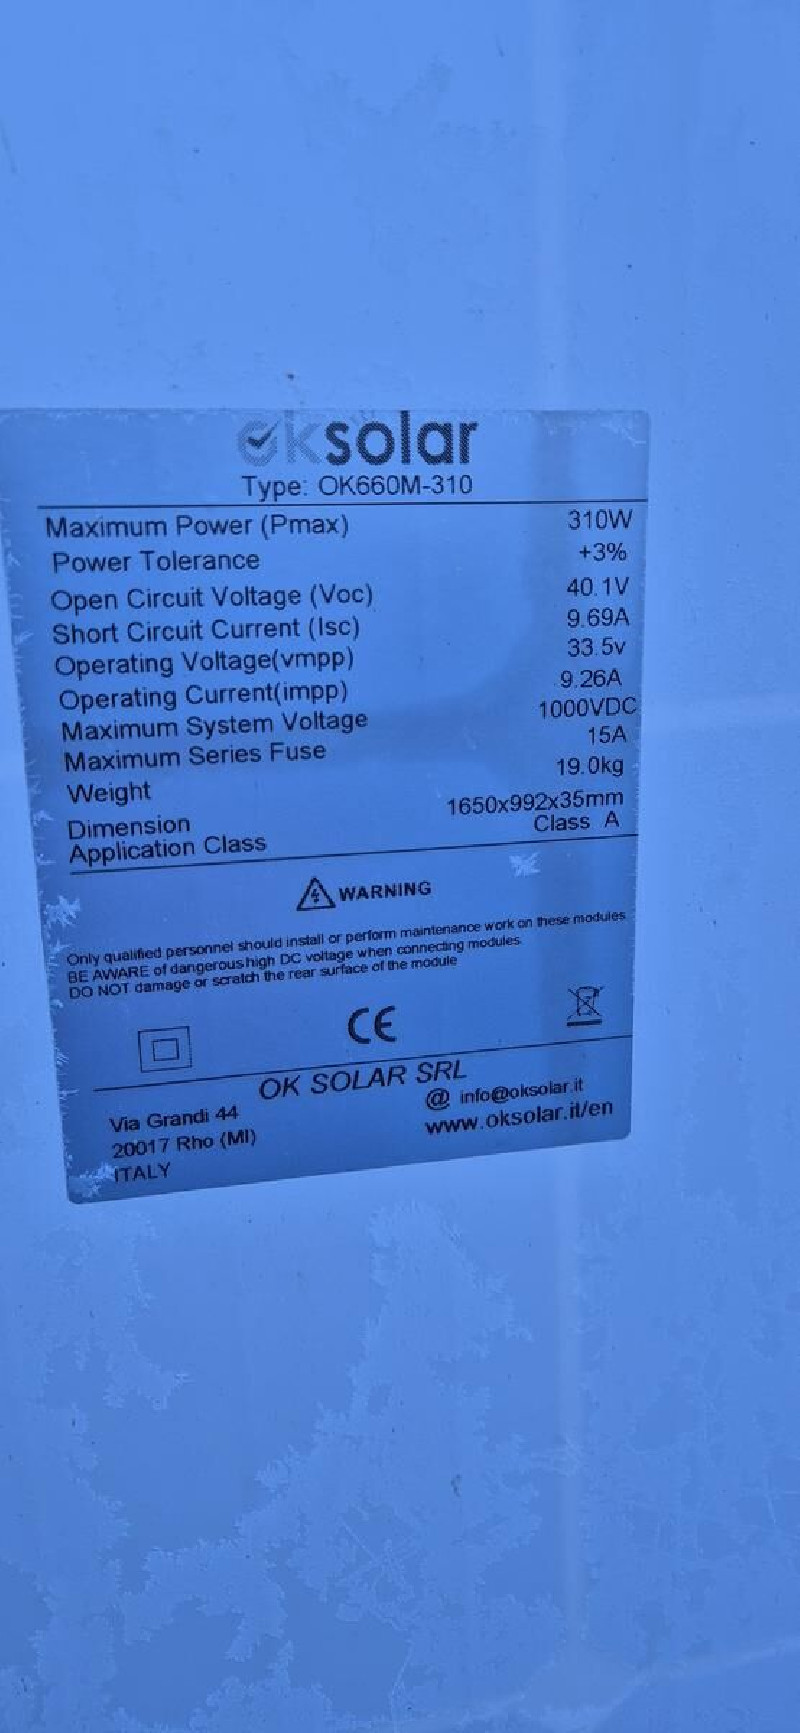 oksolar
Type: OK660M-310
Maximum Power (Pmax) 310W
Power Tolerance +3%
Open Circuit Voltage (Voc) 40.1V
Short Circuit Current (Isc) 9.69A
Operating Voltage(vmpp) 33.5v
Operating Current(impp) 9.26A
Maximum System Voltage 1000VDC
Maximum Series Fuse 15A
Weight 19.0kg
Dimension 1650x992x35mm
Application Class Class A
WARNING
Only qualified personnel should install or perform maintenance work on these modules
BE AWARE of dangerous high DC voltage when connecting modules
DO NOT damage or scratch the rear surface of the module
CE
OK SOLAR SRL
Via Grandi 44 @ info@oksolar.it
20017 Rho (MI) www.oksolar.it/en
ITALY